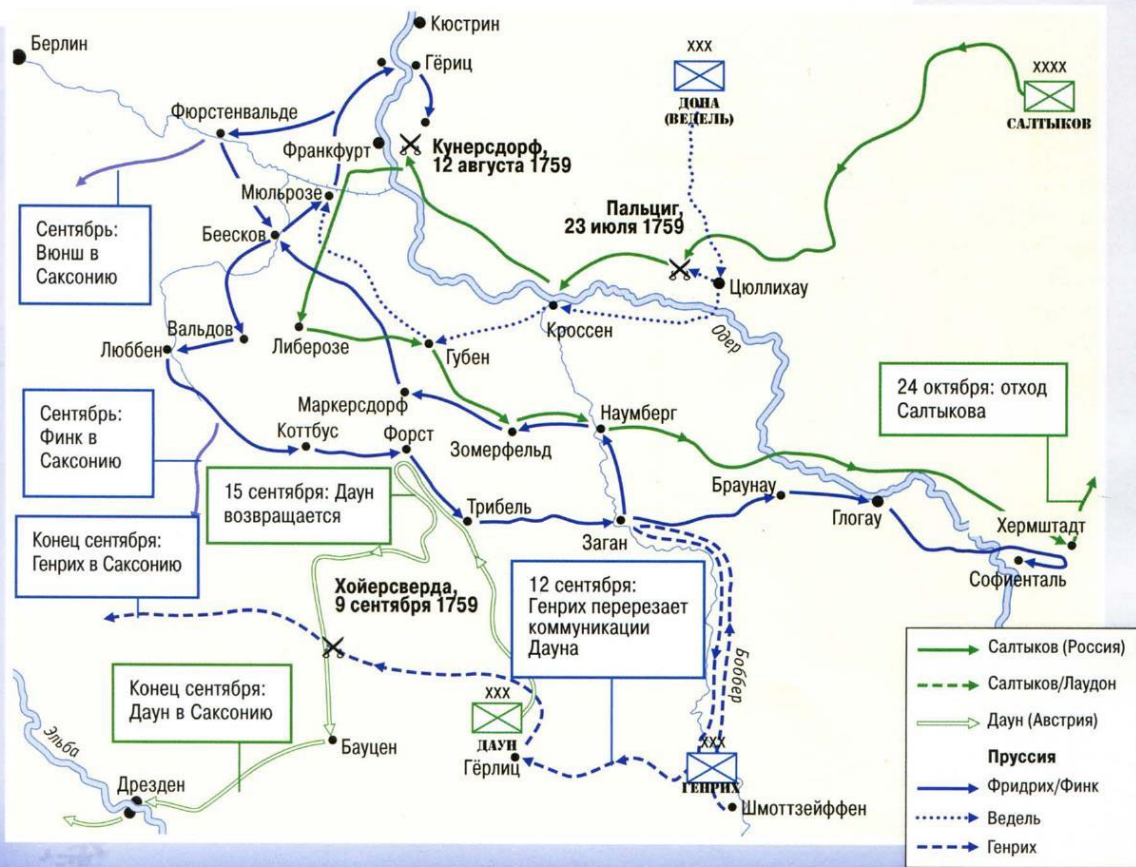 Берлин
Кюстрин
Гёриц
Фюрстенвальде
Франкфурт
Кунерсдорф,
12 августа 1759
XXX
ДОНА
(ВЕДЕЛЬ)
XXXX
САЛТЫКОВ
Мюльрозе
Беесков
Сентябрь:
Вюнш в
Саксонию
Пальциг,
23 июля 1759
Цюллихау
Кроссен
Одер
Вальдов
Люббен
Либерозе
Губен
Сентябрь:
Финк в
Саксонию
Маркерсдорф
Зомерфельд
Наумберг
24 октября: отход
Салтыкова
Коттбус
Форст
15 сентября: Даун
возвращается
Трибель
Заган
Браунау
Глогау
Хермштадт
Софиенталь
Конец сентября:
Генрих в Саксонию
Хойерсверда,
9 сентября 1759
12 сентября:
Генрих перерезает
коммуникации
Дауна
Боббер
Конец сентября:
Даун в Саксонию
Эльба
Дрезден
Бауцен
XXX
ДАУН
Гёрлиц
XXX
ГЕНРИХ
Шмоттзейффен
Салтыков (Россия)
Салтыков/Лаудон
Даун (Австрия)
Пруссия
Фридрих/Финк
Ведель
Генрих